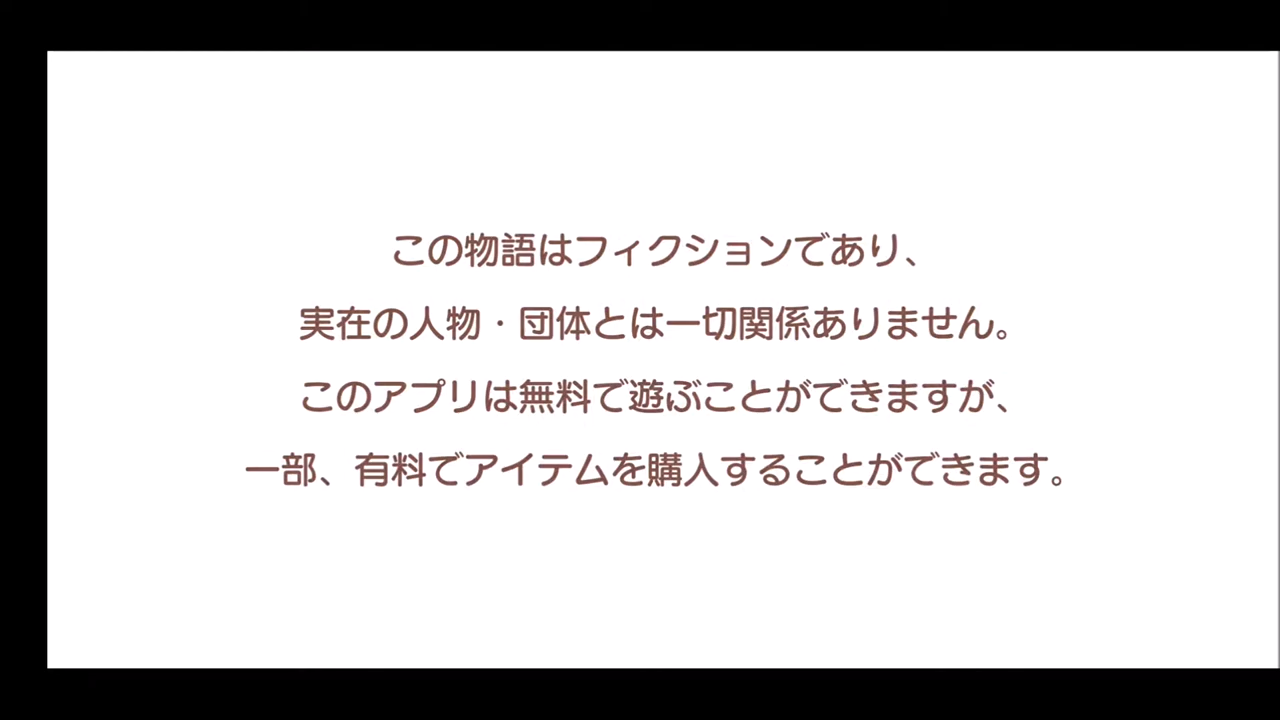 この物語はフィクションであり、
実在の人物・団体とは一切関係ありません。
このアプリは無料で遊ぶことができますが、
一部、有料でアイテムを購入することができます。